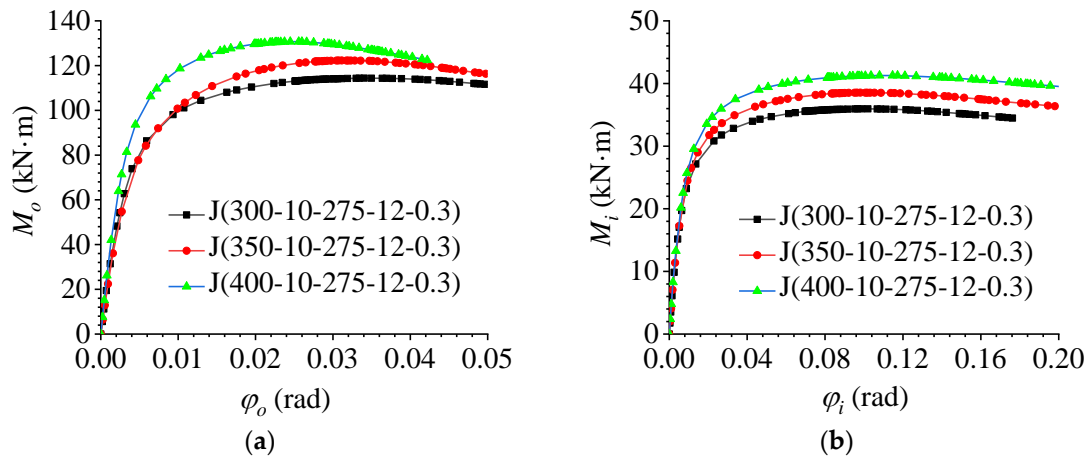 140
120
100
80
60
40
20
0
M_o (kN·m)
J(300-10-275-12-0.3)
J(350-10-275-12-0.3)
J(400-10-275-12-0.3)
0.00 0.01 0.02 0.03 0.04 0.05
φ_o (rad)
(a)
50
40
30
20
10
0
M_i (kN·m)
J(300-10-275-12-0.3)
J(350-10-275-12-0.3)
J(400-10-275-12-0.3)
0.00 0.04 0.08 0.12 0.16 0.20
φ_i (rad)
(b)